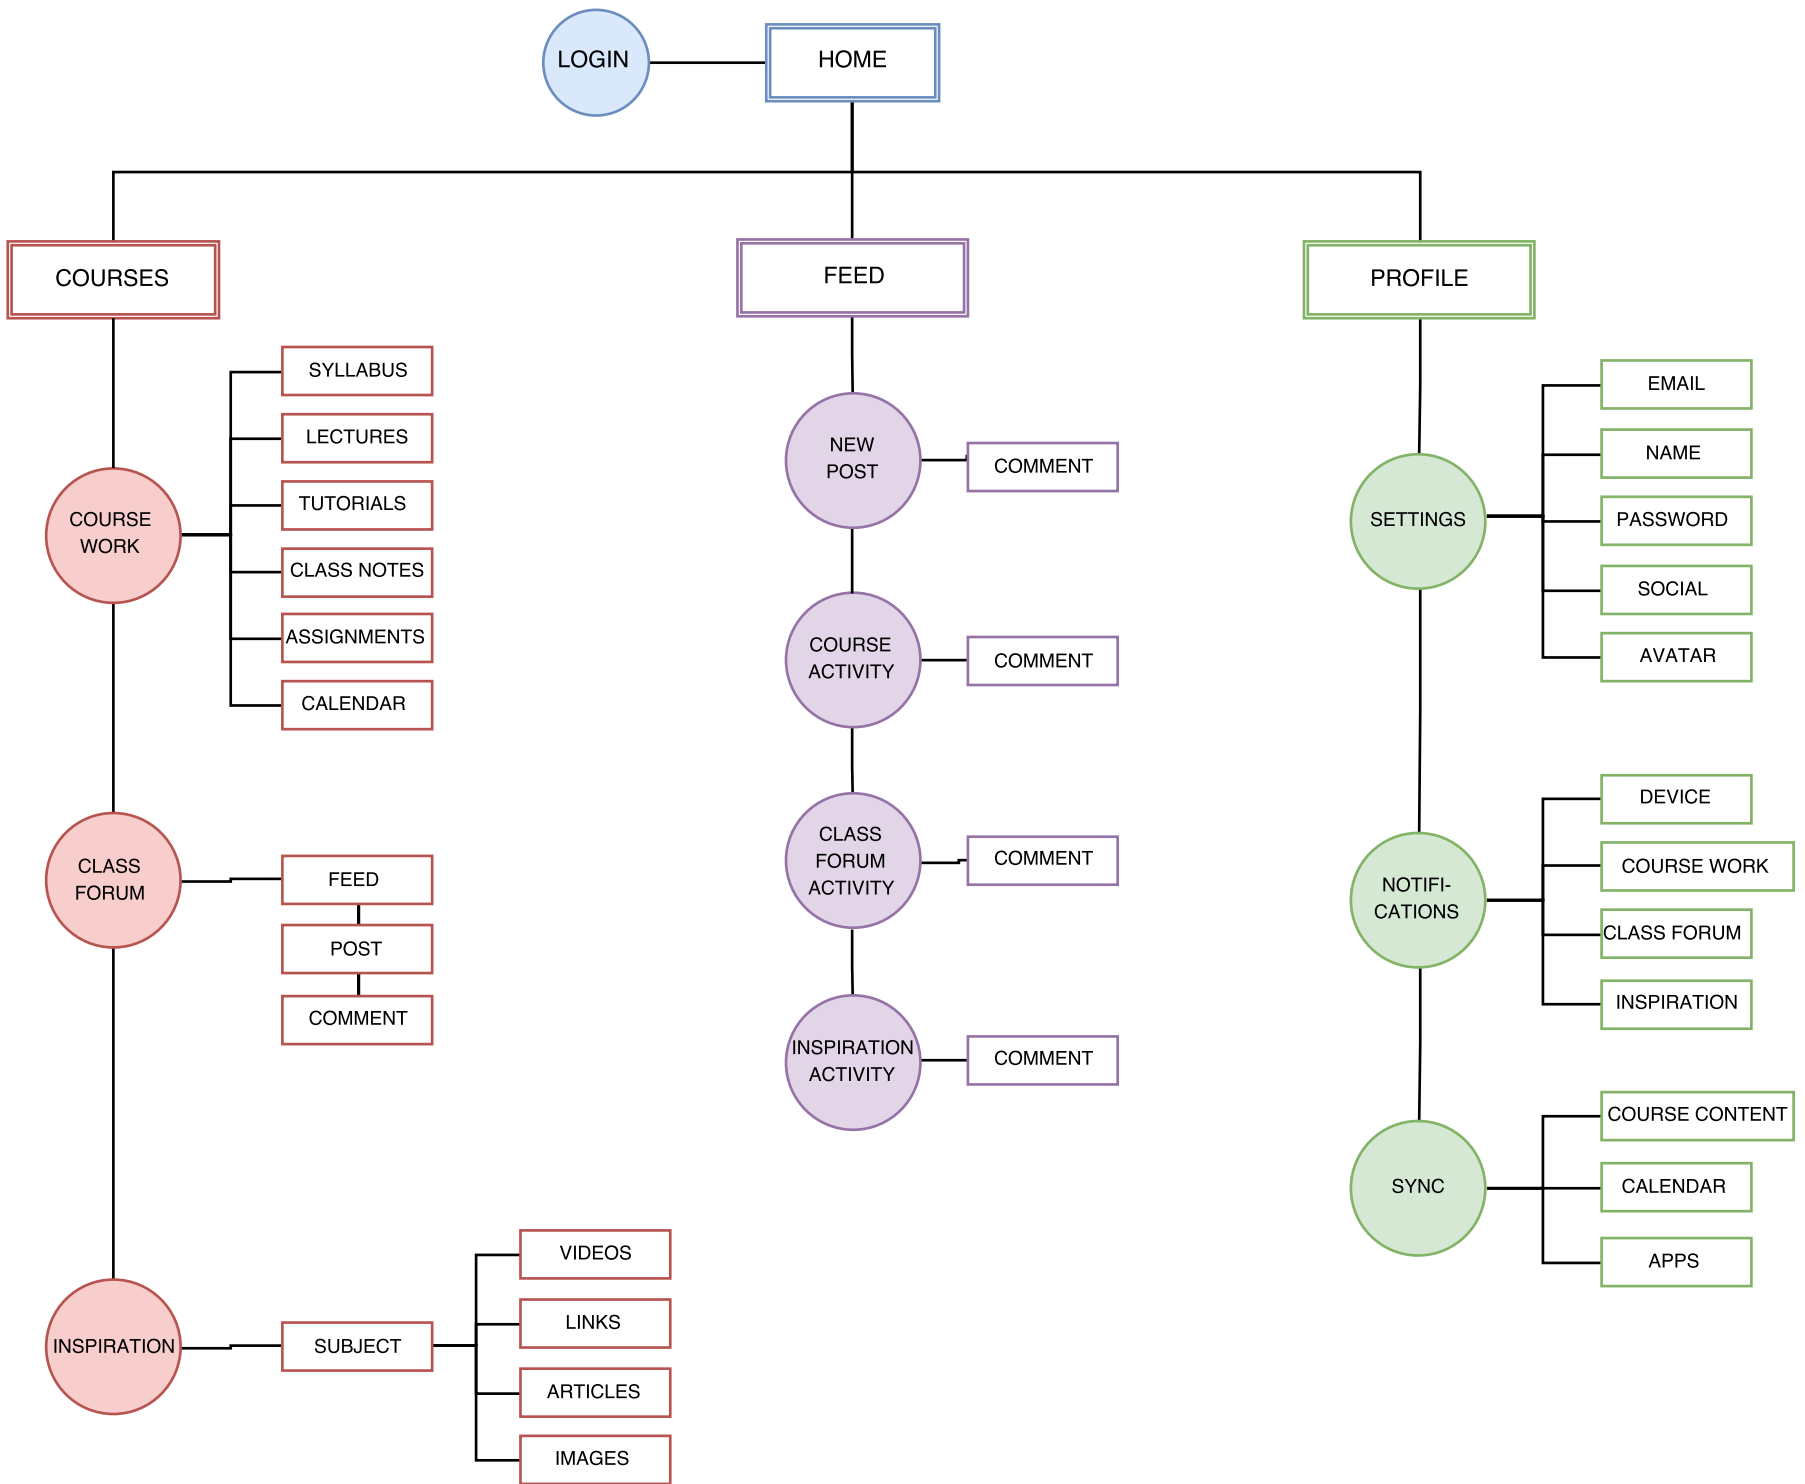 LOGIN
HOME
COURSES
FEED
PROFILE
COURSE
WORK
SYLLABUS
LECTURES
TUTORIALS
CLASS NOTES
ASSIGNMENTS
CALENDAR
CLASS
FORUM
FEED
POST
COMMENT
INSPIRATION
SUBJECT
VIDEOS
LINKS
ARTICLES
IMAGES
NEW
POST
COMMENT
COURSE
ACTIVITY
COMMENT
CLASS
FORUM
ACTIVITY
COMMENT
INSPIRATION
ACTIVITY
COMMENT
SETTINGS
EMAIL
NAME
PASSWORD
SOCIAL
AVATAR
NOTIFI-
CATIONS
DEVICE
COURSE WORK
CLASS FORUM
INSPIRATION
SYNC
COURSE CONTENT
CALENDAR
APPS